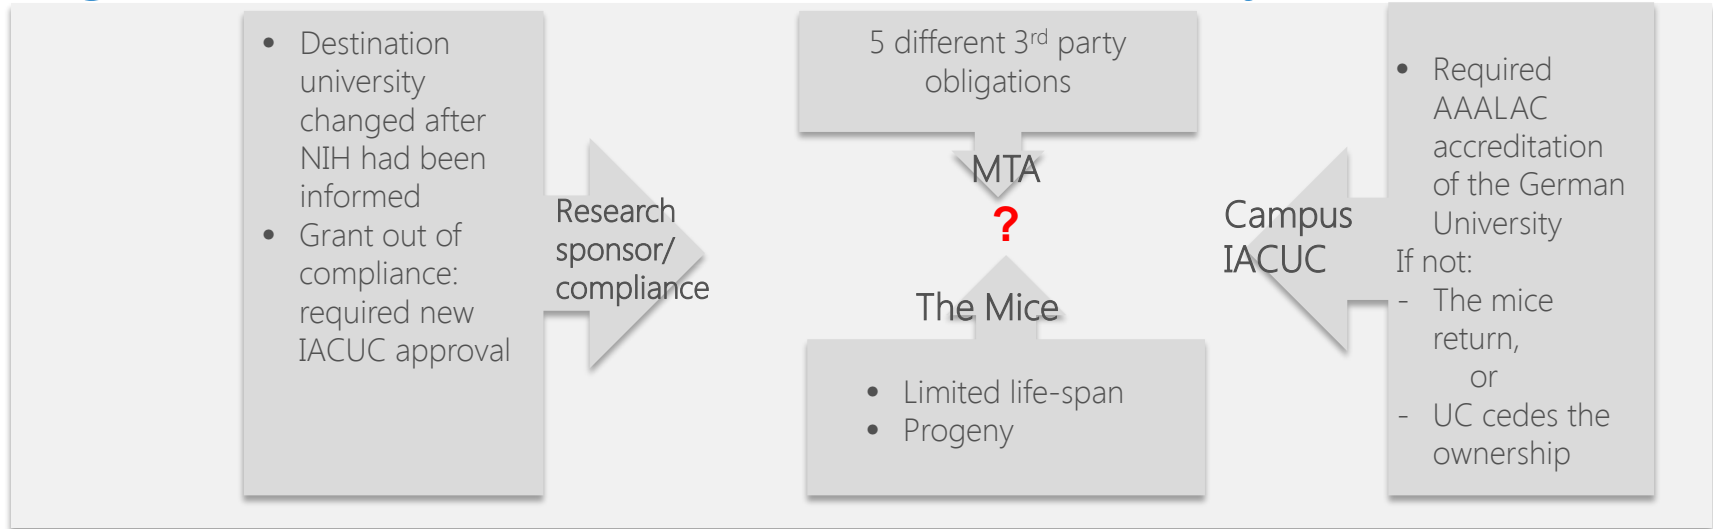 • Destination
university
changed after
NIH had been
informed
• Grant out of
compliance:
required new
IACUC approval
Research
sponsor/
compliance
5 different 3rd party
obligations
MTA
?
The Mice
• Limited life-span
• Progeny
Campus
IACUC
• Required
AAALAC
accreditation
of the German
University
If not:
- The mice
return,
or
- UC cedes the
ownership